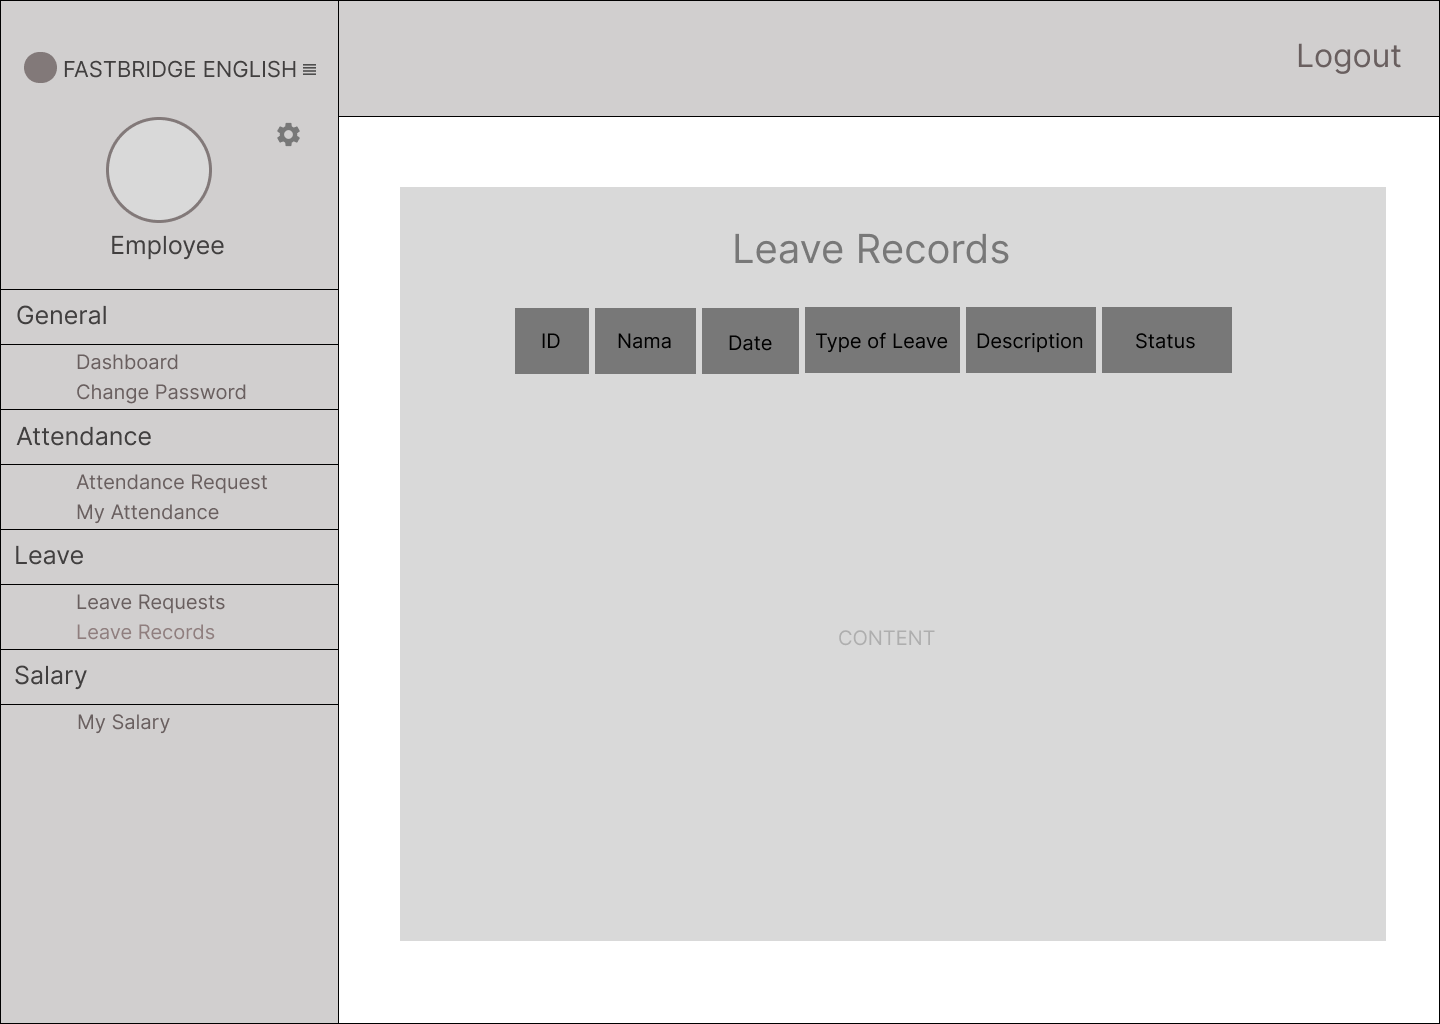 FASTBRIDGE ENGLISH
Logout
Employee
General
Dashboard
Change Password
Attendance
Attendance Request
My Attendance
Leave
Leave Requests
Leave Records
Salary
My Salary
Leave Records
ID Nama Date Type of Leave Description Status
CONTENT